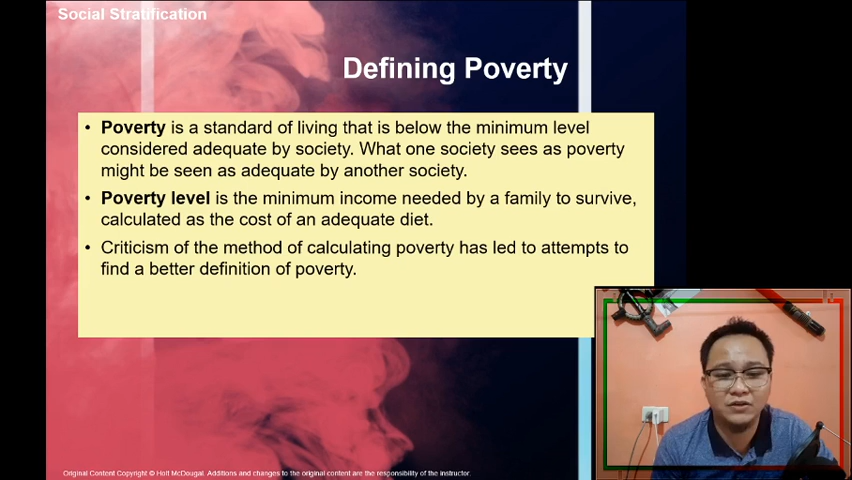 Social Stratification
Defining Poverty
• Poverty is a standard of living that is below the minimum level
considered adequate by society. What one society sees as poverty
might be seen as adequate by another society.
• Poverty level is the minimum income needed by a family to survive,
calculated as the cost of an adequate diet.
• Criticism of the method of calculating poverty has led to attempts to
find a better definition of poverty.
Original Content Copyright © Holt McDougal. Additions and changes to the original content are the responsibility of the instructor.